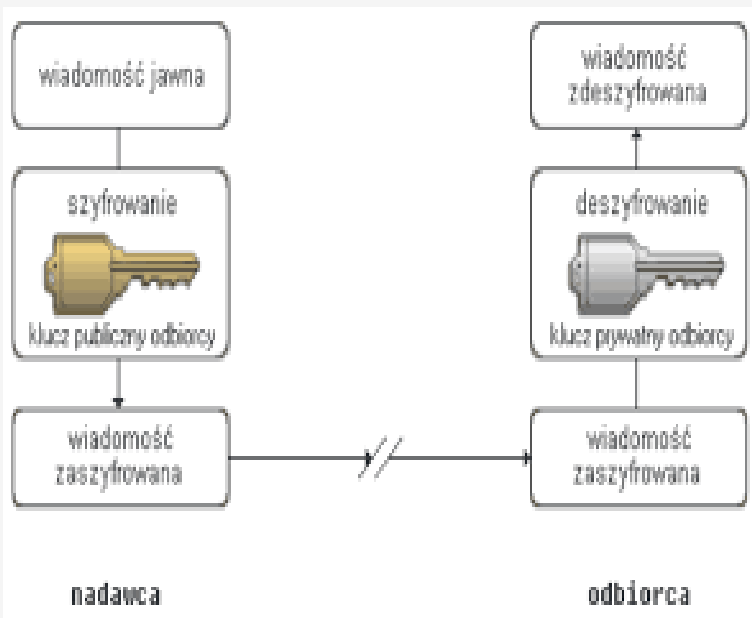 wiadomość jawna
szyfrowanie
klucz publiczny odbiorcy
wiadomość
zaszyfrowana
nadawca
wiadomość
zdeszyfrowana
deszyfrowanie
klucz prywatny odbiorcy
wiadomość
zaszyfrowana
odbiorca